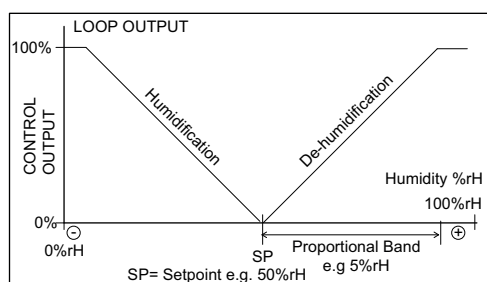 LOOP OUTPUT
100%
CONTROL
OUTPUT
Humidification
De-humidification
Humidity %rH
100%rH
0%
⊖
0%rH
SP
Proportional Band
⊕
e.g 5%rH
SP= Setpoint e.g. 50%rH